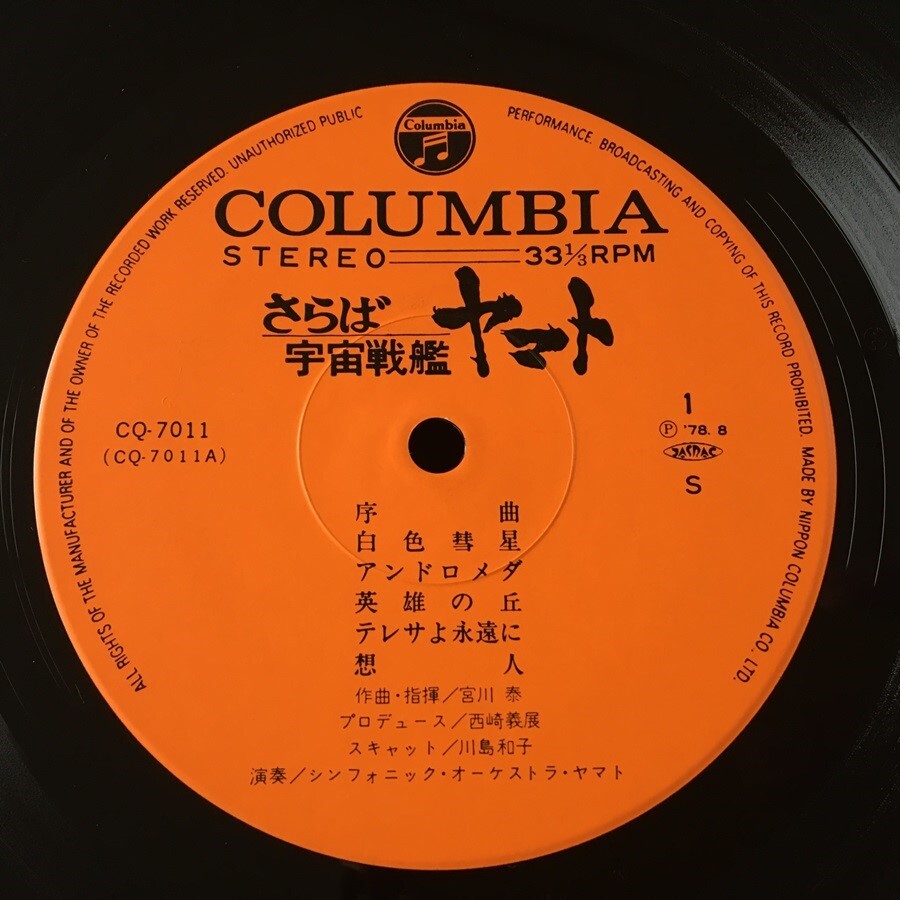 Columbia
ALL RIGHTS OF THE MANUFACTURER AND OF THE OWNER OF THE RECORDED WORK RESERVED. UNAUTHORIZED PUBLIC PERFORMANCE. BROADCASTING AND COPYING OF THIS RECORD PROHIBITED. MADE BY NIPPON COLUMBIA CO., LTD.
COLUMBIA
STEREO 33⅓RPM
さらば
宇宙戦艦 ヤマト
CQ-7011
(CQ-7011A)
1
Ⓟ '78. 8
JASRAC
S
序曲
白色彗星
アンドロメダ
英雄の丘
テレサよ永遠に
想人
作曲・指揮/宮川 泰
プロデュース/西崎義展
スキャット/川島和子
演奏/シンフォニック・オーケストラ・ヤマト